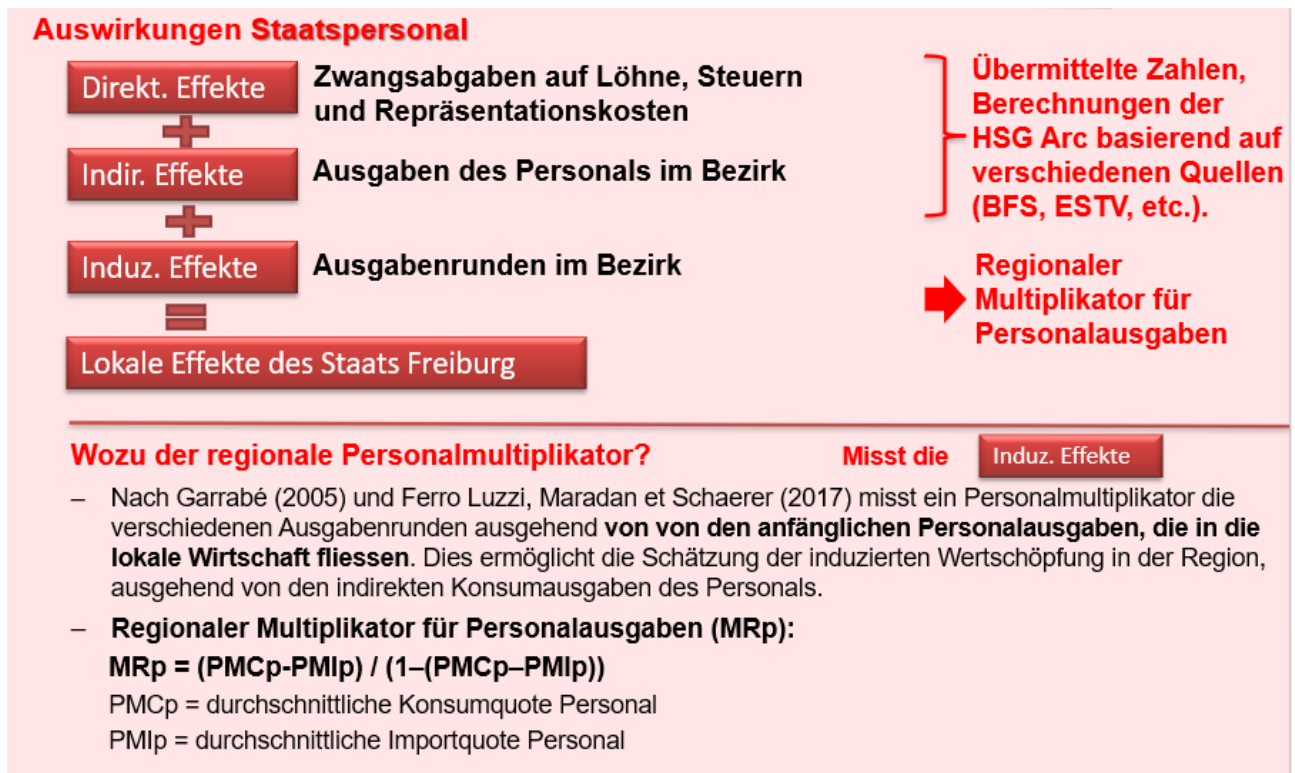 Auswirkungen Staatspersonal
Direkt. Effekte
Zwangsabgaben auf Löhne, Steuern
und Repräsentationskosten
Indir. Effekte
Ausgaben des Personals im Bezirk
Übermittelte Zahlen,
Berechnungen der
HSG Arc basierend auf
verschiedenen Quellen
(BFS, ESTV, etc.).
Induz. Effekte
Ausgabenrunden im Bezirk
Regionaler
Multiplikator für
Personalausgaben
Lokale Effekte des Staats Freiburg
Wozu der regionale Personalmultiplikator?
Misst die
Induz. Effekte
– Nach Garrabé (2005) und Ferro Luzzi, Maradan et Schaerer (2017) misst ein Personalmultiplikator die
verschiedenen Ausgabenrunden ausgehend von von den anfänglichen Personalausgaben, die in die
lokale Wirtschaft fliessen. Dies ermöglicht die Schätzung der induzierten Wertschöpfung in der Region,
ausgehend von den indirekten Konsumausgaben des Personals.
– Regionaler Multiplikator für Personalausgaben (MRp):
MRp = (PMCp-PMIp) / (1–(PMCp–PMIp))
PMCp = durchschnittliche Konsumquote Personal
PMIp = durchschnittliche Importquote Personal